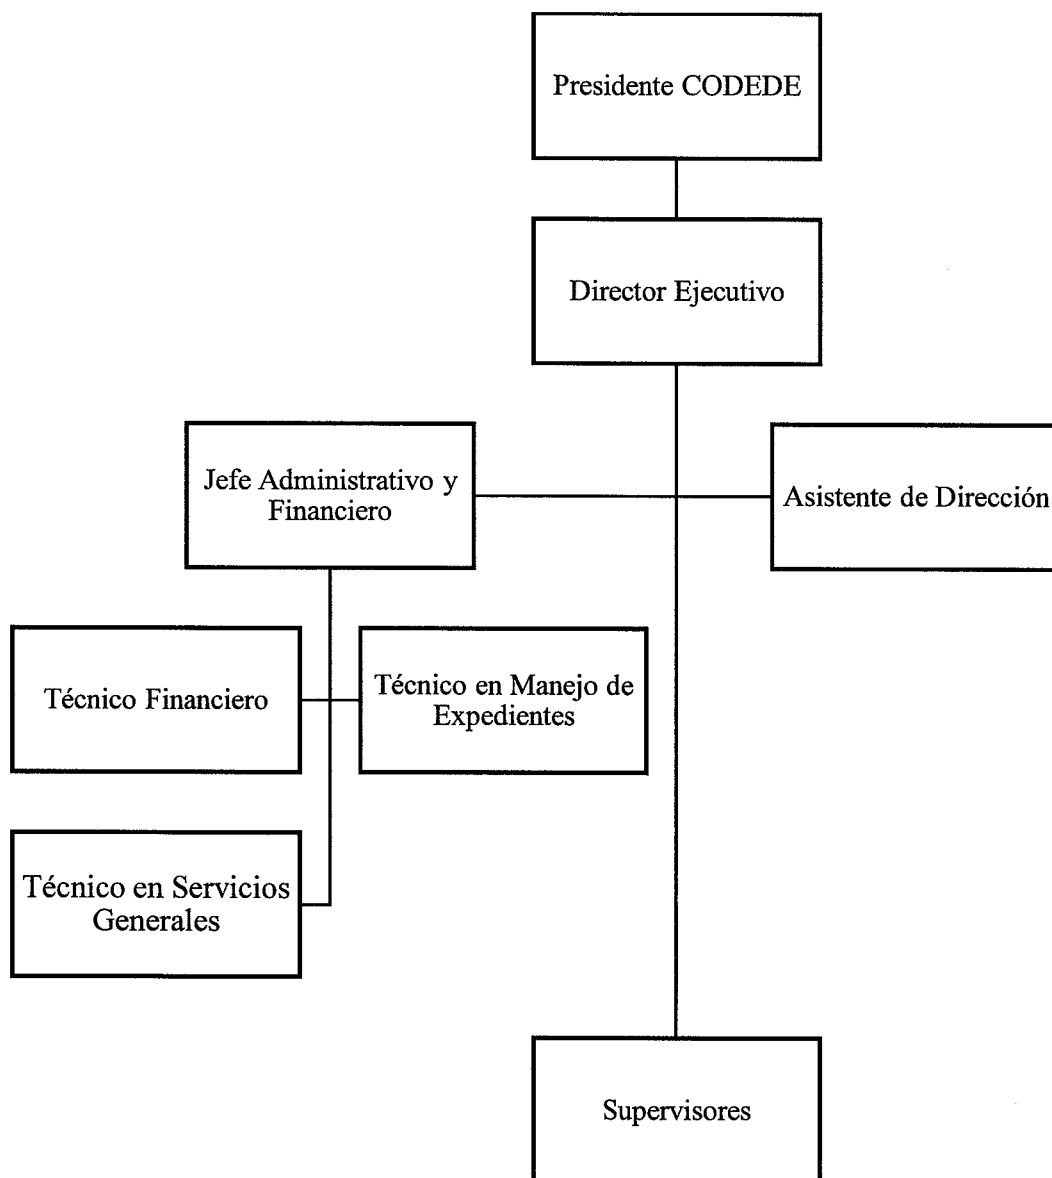 Presidente CODEDE
Director Ejecutivo
Jefe Administrativo y
Financiero
Asistente de Dirección
Técnico Financiero
Técnico en Manejo de
Expedientes
Técnico en Servicios
Generales
Supervisores